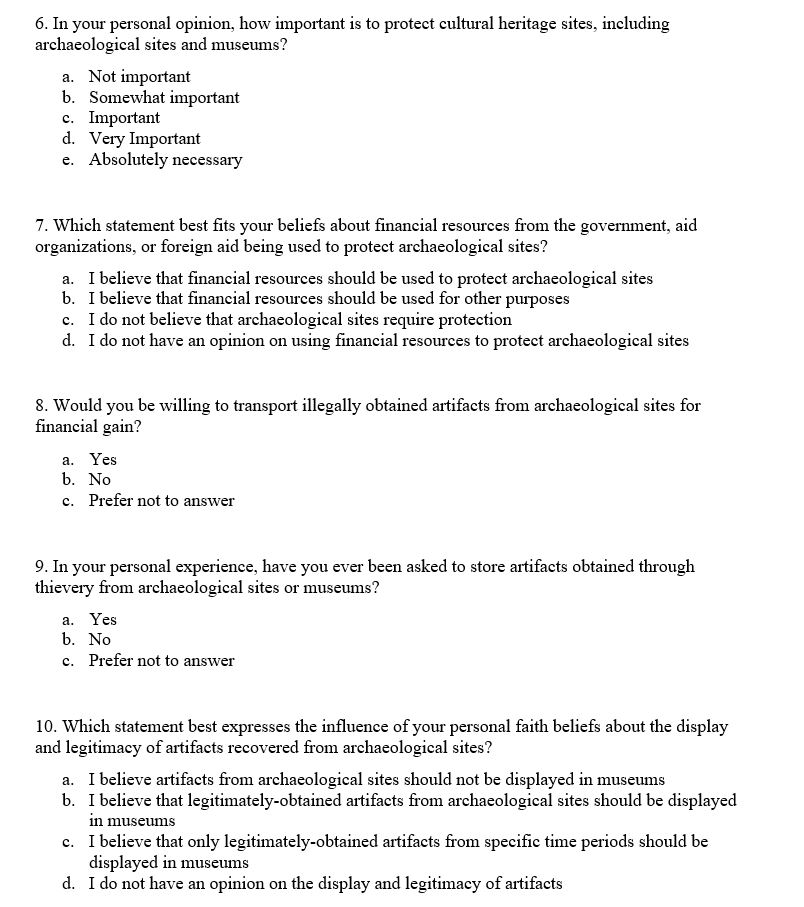 6. In your personal opinion, how important is to protect cultural heritage sites, including
archaeological sites and museums?
a. Not important
b. Somewhat important
c. Important
d. Very Important
e. Absolutely necessary
7. Which statement best fits your beliefs about financial resources from the government, aid
organizations, or foreign aid being used to protect archaeological sites?
a. I believe that financial resources should be used to protect archaeological sites
b. I believe that financial resources should be used for other purposes
c. I do not believe that archaeological sites require protection
d. I do not have an opinion on using financial resources to protect archaeological sites
8. Would you be willing to transport illegally obtained artifacts from archaeological sites for
financial gain?
a. Yes
b. No
c. Prefer not to answer
9. In your personal experience, have you ever been asked to store artifacts obtained through
thievery from archaeological sites or museums?
a. Yes
b. No
c. Prefer not to answer
10. Which statement best expresses the influence of your personal faith beliefs about the display
and legitimacy of artifacts recovered from archaeological sites?
a. I believe artifacts from archaeological sites should not be displayed in museums
b. I believe that legitimately-obtained artifacts from archaeological sites should be displayed
in museums
c. I believe that only legitimately-obtained artifacts from specific time periods should be
displayed in museums
d. I do not have an opinion on the display and legitimacy of artifacts